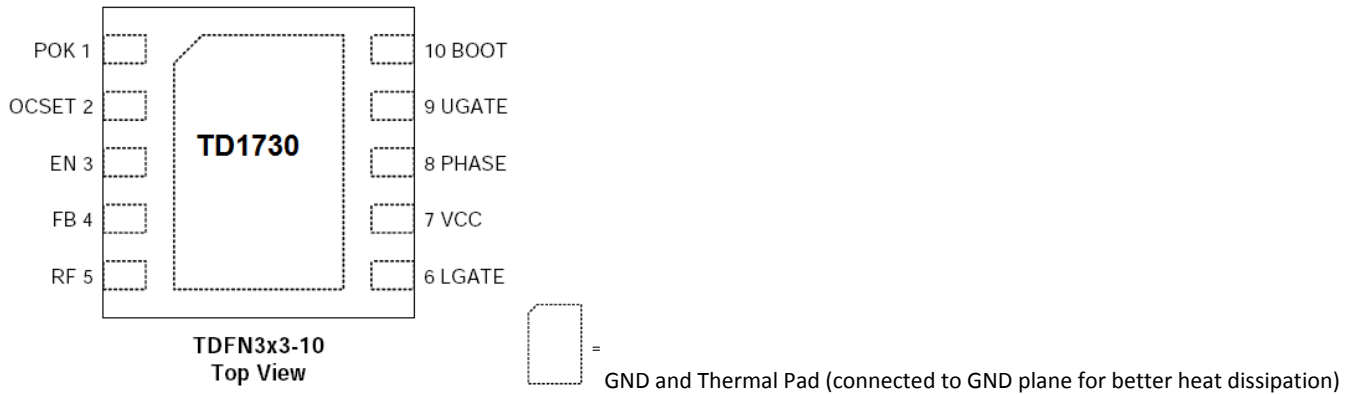 POK 1
10 BOOT
OCSET 2
9 UGATE
TD1730
EN 3
8 PHASE
FB 4
7 VCC
RF 5
6 LGATE
TDFN3x3-10
Top View
=
GND and Thermal Pad (connected to GND plane for better heat dissipation)